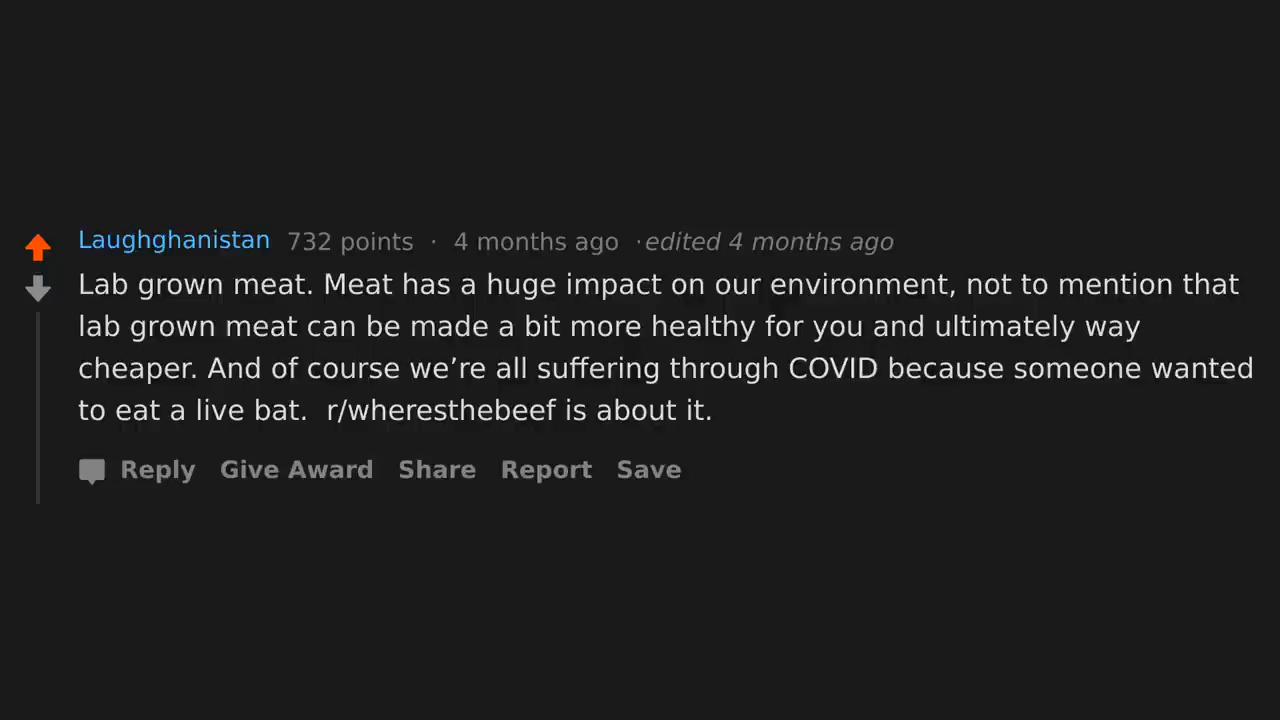 Laughghanistan 732 points · 4 months ago · edited 4 months ago
Lab grown meat. Meat has a huge impact on our environment, not to mention that
lab grown meat can be made a bit more healthy for you and ultimately way
cheaper. And of course we’re all suffering through COVID because someone wanted
to eat a live bat.  r/wheresthebeef is about it.
Reply Give Award Share Report Save